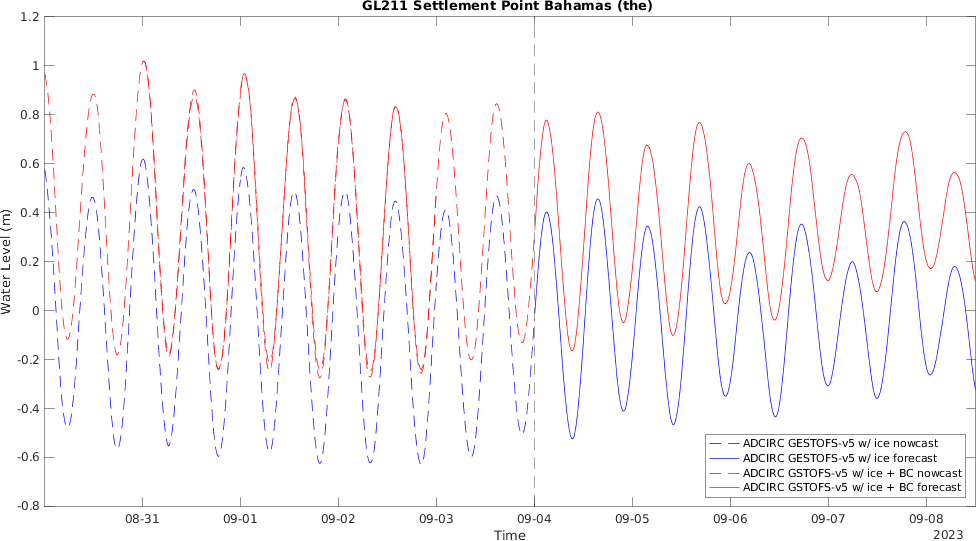 GL211 Settlement Point Bahamas (the)
1.2
1
0.8
0.6
0.4
0.2
0
-0.2
-0.4
-0.6
-0.8
Water Level (m)
ADCIRC GESTOFS-v5 w/ ice nowcast
ADCIRC GESTOFS-v5 w/ ice forecast
ADCIRC GSTOFS-v5 w/ ice + BC nowcast
ADCIRC GSTOFS-v5 w/ ice + BC forecast
08-31 09-01 09-02 09-03 09-04 09-05 09-06 09-07 09-08
Time
2023